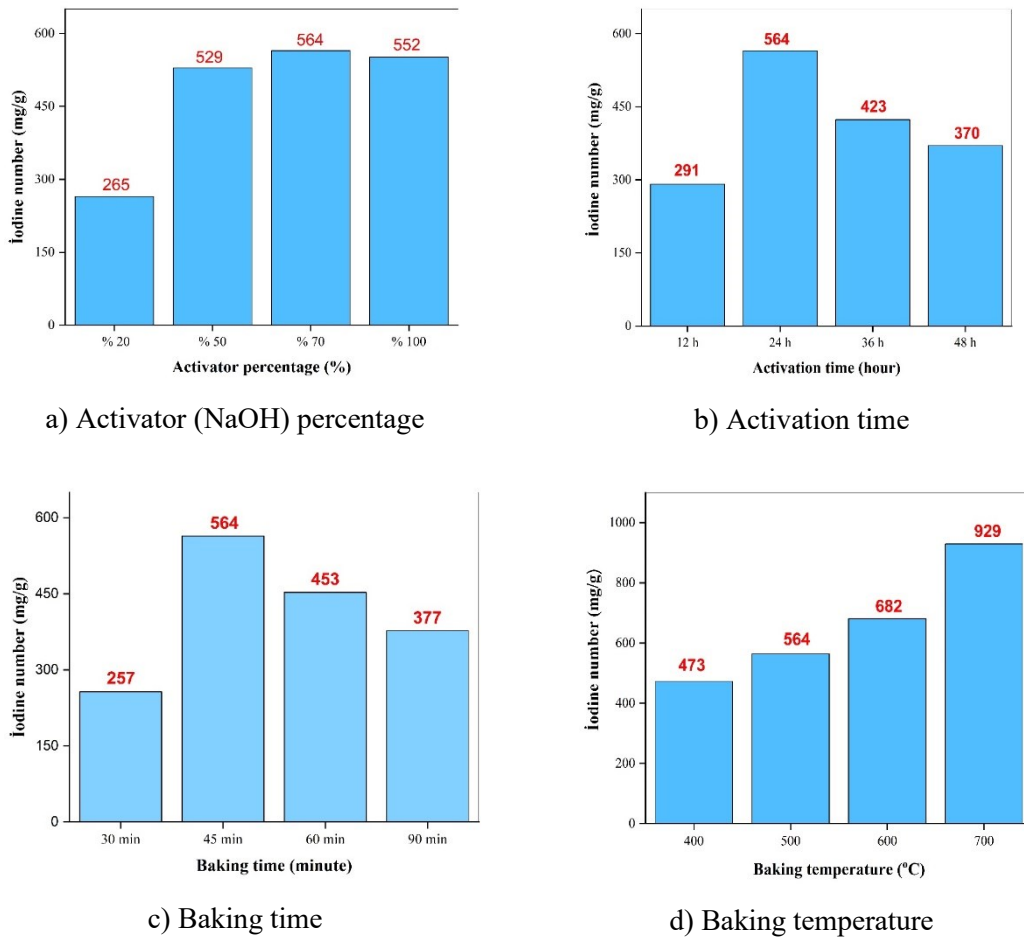 600
450
300
150
0
İodine number (mg/g)
265
529
564
552
% 20
% 50
% 70
% 100
Activator percentage (%)
a) Activator (NaOH) percentage
600
450
300
150
0
İodine number (mg/g)
291
564
423
370
12 h
24 h
36 h
48 h
Activation time (hour)
b) Activation time
600
450
300
150
0
İodine number (mg/g)
257
564
453
377
30 min
45 min
60 min
90 min
Baking time (minute)
c) Baking time
1000
800
600
400
200
0
İodine number (mg/g)
473
564
682
929
400
500
600
700
Baking temperature (°C)
d) Baking temperature